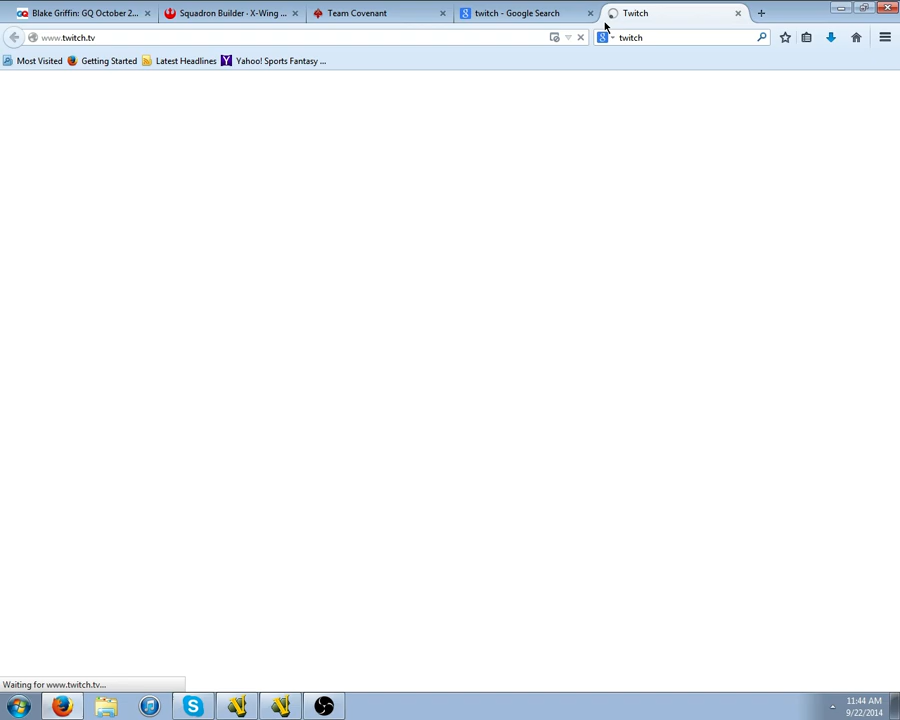 Blake Griffin: GQ October 2... Squadron Builder · X-Wing ... Team Covenant twitch - Google Search Twitch
www.twitch.tv twitch
Most Visited Getting Started Latest Headlines Yahoo! Sports Fantasy ...
Waiting for www.twitch.tv...
11:44 AM
9/22/2014